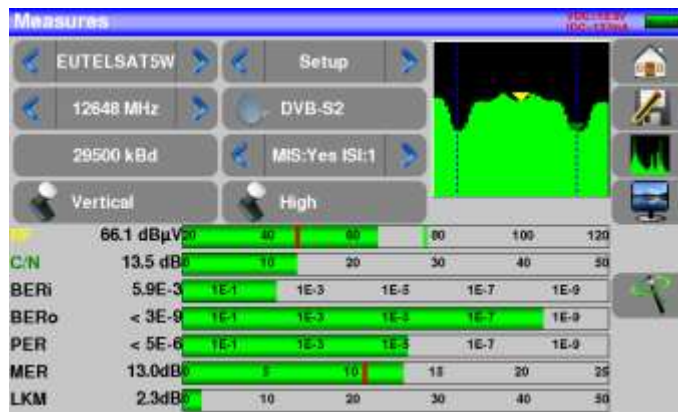 Measures
EUTELSAT5W
Setup
12648 MHz
DVB-S2
29500 kBd
MIS:Yes ISI:1
Vertical
High
66.1 dBµV 20 40 60 80 100 120
C/N 13.5 dB 0 10 20 30 40 50
BERi 5.9E-3 1E-1 1E-3 1E-5 1E-7 1E-9
BERo < 3E-9 1E-1 1E-3 1E-5 1E-7 1E-9
PER < 5E-6 1E-1 1E-3 1E-5 1E-7 1E-9
MER 13.0dB 0 5 10 15 20 25
LKM 2.3dB 0 10 20 30 40 50